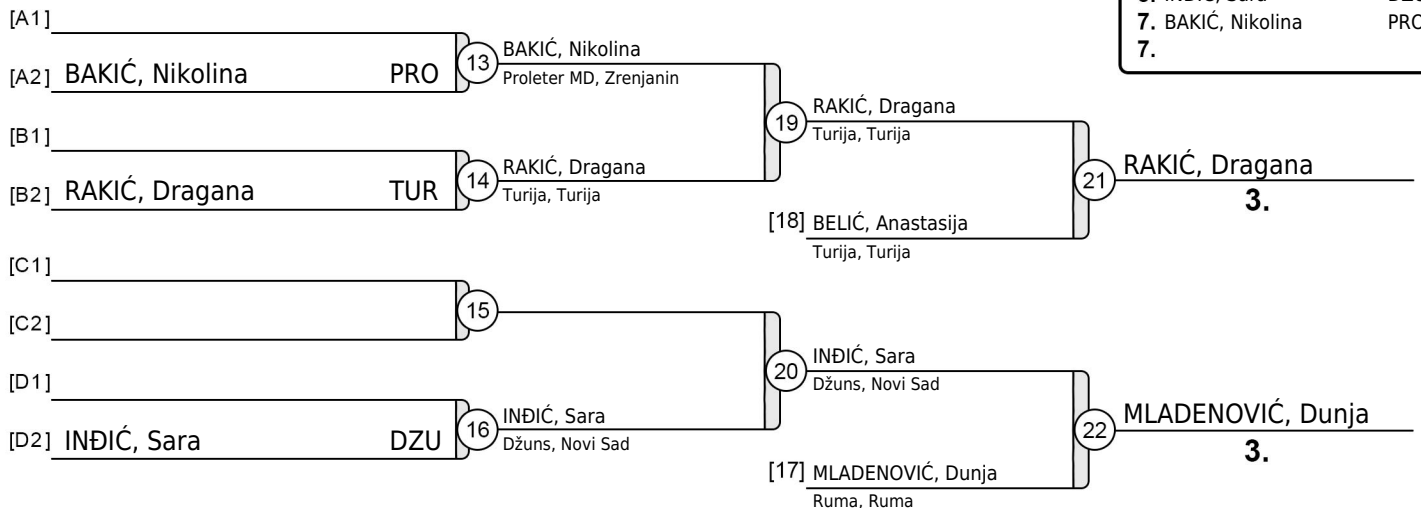 7. BAKIĆ, Nikolina PRO
7.
[A1]
[A2] BAKIĆ, Nikolina PRO
13
BAKIĆ, Nikolina
Proleter MD, Zrenjanin
[B1]
[B2] RAKIĆ, Dragana TUR
14
RAKIĆ, Dragana
Turija, Turija
19
RAKIĆ, Dragana
Turija, Turija
[18] BELIĆ, Anastasija
Turija, Turija
21
RAKIĆ, Dragana
3.
[C1]
[C2]
15
[D1]
[D2] INĐIĆ, Sara DZU
16
INĐIĆ, Sara
Džuns, Novi Sad
20
INĐIĆ, Sara
Džuns, Novi Sad
[17] MLADENOVIĆ, Dunja
Ruma, Ruma
22
MLADENOVIĆ, Dunja
3.